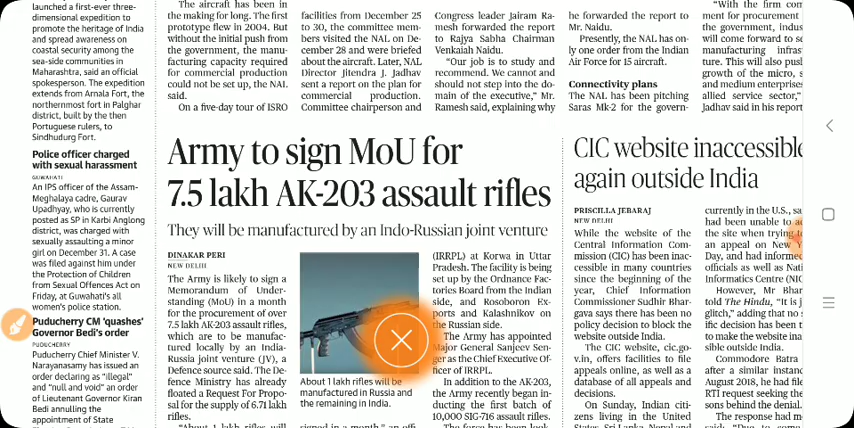 launched a first-ever three-
dimensional expedition to
promote the heritage of India
and spread awareness on
coastal security among the
sea-side communities in
Maharashtra, said an official
spokesperson. The expedition
extends from Arnala Fort, the
northernmost fort in Palghar
district, built by the then
Portuguese rulers, to
Sindhudurg Fort.
Police officer charged
with sexual harassment
GUWAHATI
An IPS officer of the Assam-
Meghalaya cadre, Gaurav
Upadhyay, who is currently
posted as SP in Karbi Anglong
district, was charged with
sexually assaulting a minor
girl on December 31. A case
was filed against him under
the Protection of Children
from Sexual Offences Act on
Friday, at Guwahati's all
women's police station.
Puducherry CM 'quashes'
Governor Bedi's order
PUDUCHERRY
Puducherry Chief Minister V.
Narayanasamy has issued an
order declaring as "illegal"
and "null and void" an order
of Lieutenant Governor Kiran
Bedi annulling the
appointment of State
The aircraft has been in
the making for long. The first
prototype flew in 2004. But
without the initial push from
the government, the manu-
facturing capacity required
for commercial production
could not be set up, the NAL
said.
On a five-day tour of ISRO
facilities from December 25
to 30, the committee mem-
bers visited the NAL on De-
cember 28 and were briefed
about the aircraft. Later, NAL
Director Jitendra J. Jadhav
sent a report on the plan for
commercial production.
Committee chairperson and
Congress leader Jairam Ra-
mesh forwarded the report
to Rajya Sabha Chairman
Venkaiah Naidu.
"Our job is to study and
recommend. We cannot and
should not step into the do-
main of the executive," Mr.
Ramesh said, explaining why
he forwarded the report to
Mr. Naidu.
Presently, the NAL has on-
ly one order from the Indian
Air Force for 15 aircraft.
Connectivity plans
The NAL has been pitching
Saras Mk-2 for the govern-
"With the firm com
ment for procurement
the government, indus
will come forward to se
manufacturing infras
ture. This will also push
growth of the micro, s
and medium enterprises
allied service sector,"
Jadhav said in his report
Army to sign MoU for
7.5 lakh AK-203 assault rifles
They will be manufactured by an Indo-Russian joint venture
DINAKAR PERI
NEW DELHI
The Army is likely to sign a
Memorandum of Under-
standing (MoU) in a month
for the procurement of over
7.5 lakh AK-203 assault rifles,
which are to be manufac-
tured locally by an India-
Russia joint venture (JV), a
Defence source said. The De-
fence Ministry has already
floated a Request For Propo-
sal for the supply of 6.71 lakh
rifles.
"About 1 lakh rifles will
About 1 lakh rifles will be
manufactured in Russia and
the remaining in India.
signed in a month," an offi-
(IRRPL) at Korwa in Uttar
Pradesh. The facility is being
set up by the Ordnance Fac-
tories Board from the Indian
side, and Rosoboron Ex-
ports and Kalashnikov on
the Russian side.
The Army has appointed
Major General Sanjeev Sen-
ger as the Chief Executive Of-
ficer of IRRPL.
In addition to the AK-203,
the Army recently began in-
ducting the first batch of
10,000 SIG-716 assault rifles.
The force has been look-
CIC website inaccessible
again outside India
PRISCILLA JEBARAJ
NEW DELHI
While the website of the
Central Information Com-
mission (CIC) has been inac-
cessible in many countries
since the beginning of the
year, Chief Information
Commissioner Sudhir Bhar-
gava says there has been no
policy decision to block the
website outside India.
The CIC website, cic.go-
v.in, offers facilities to file
appeals online, as well as a
database of all appeals and
decisions.
On Sunday, Indian citi-
zens living in the United
States, Sri Lanka, Nepal and
currently in the U.S., sa
had been unable to ac
the site when trying to
an appeal on New Y
Day, and had informed
officials as well as Nati
Informatics Centre (NIC
However, Mr Bhar
told The Hindu, "It is j
glitch," adding that no s
ific decision has been t
to make the website ina
sible outside India.
Commodore Batra
after a similar instanc
August 2018, he had file
RTI request seeking the
sons behind the denial.
The response had m